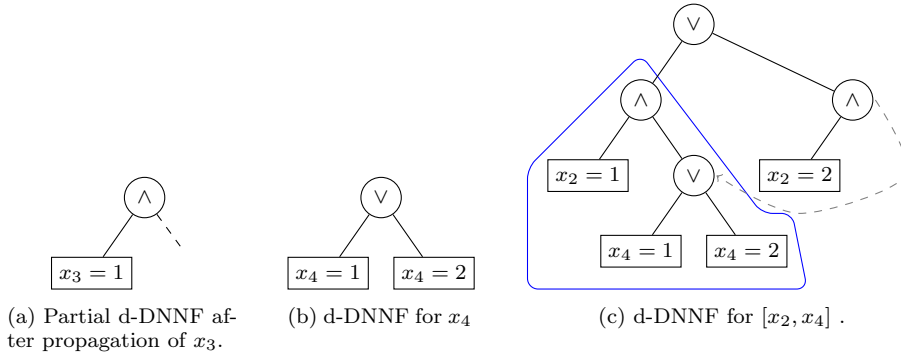 ∨
∧
∧
x₂ = 1
∨
x₂ = 2
∧
∨
x₃ = 1
x₄ = 1
x₄ = 2
x₄ = 1
x₄ = 2
(a) Partial d-DNNF af-
ter propagation of x₃.
(b) d-DNNF for x₄
(c) d-DNNF for [x₂, x₄] .